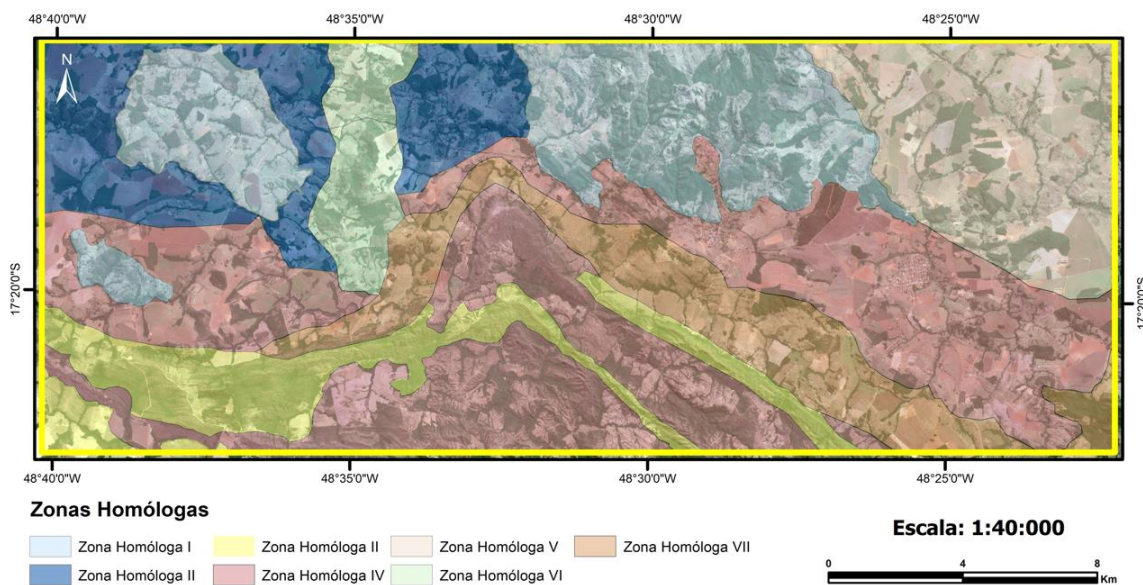 48°40'0"W 48°35'0"W 48°30'0"W 48°25'0"W
N
17°20'0"S 17°20'0"S
48°40'0"W 48°35'0"W 48°30'0"W 48°25'0"W
Zonas Homólogas
Zona Homóloga I Zona Homóloga II Zona Homóloga V Zona Homóloga VII
Zona Homóloga II Zona Homóloga IV Zona Homóloga VI
Escala: 1:40:000
0 4 8
Km